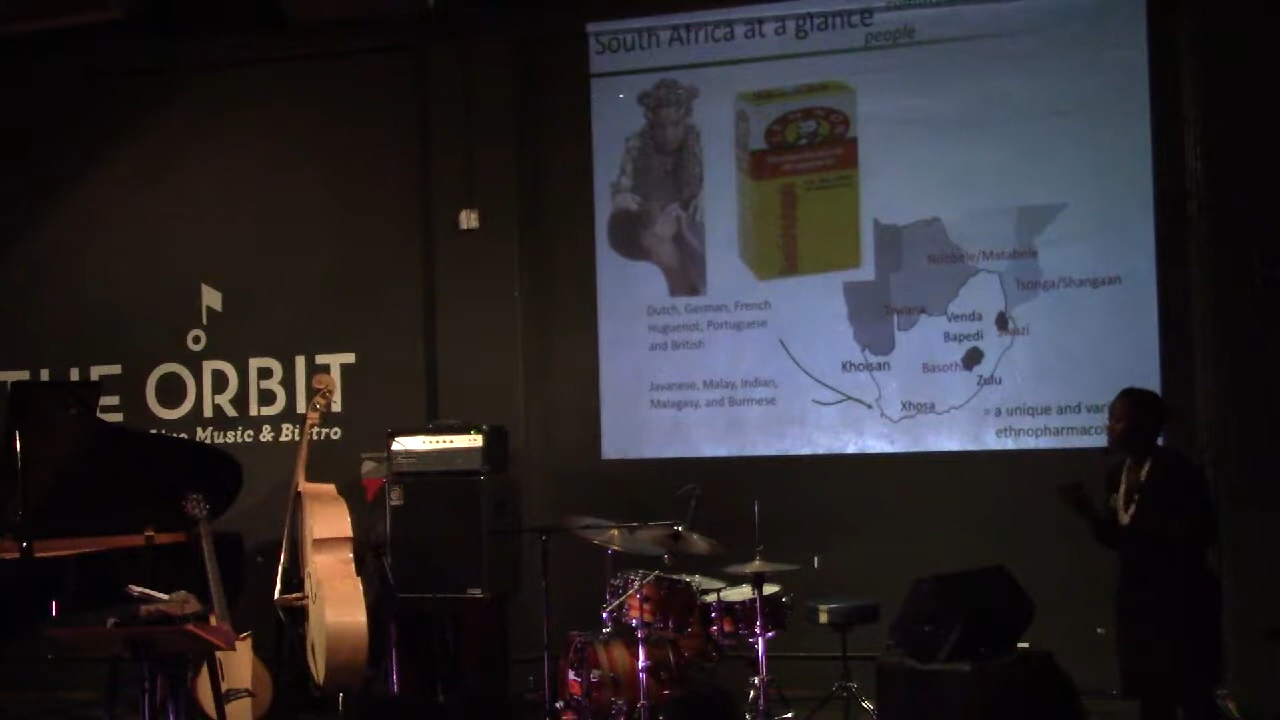 South Africa at a glance
people
THE ORBIT
Live Music & Bistro
Dutch, German, French
Huguenot, Portuguese
and British
Javanese, Malay, Indian,
Malagasy, and Burmese
Ndebele/Matabele
Tsonga/Shangaan
Tswana
Venda
Swazi
Bapedi
Khoisan
Basotho
Zulu
Xhosa
= a unique and var
ethnopharmaco